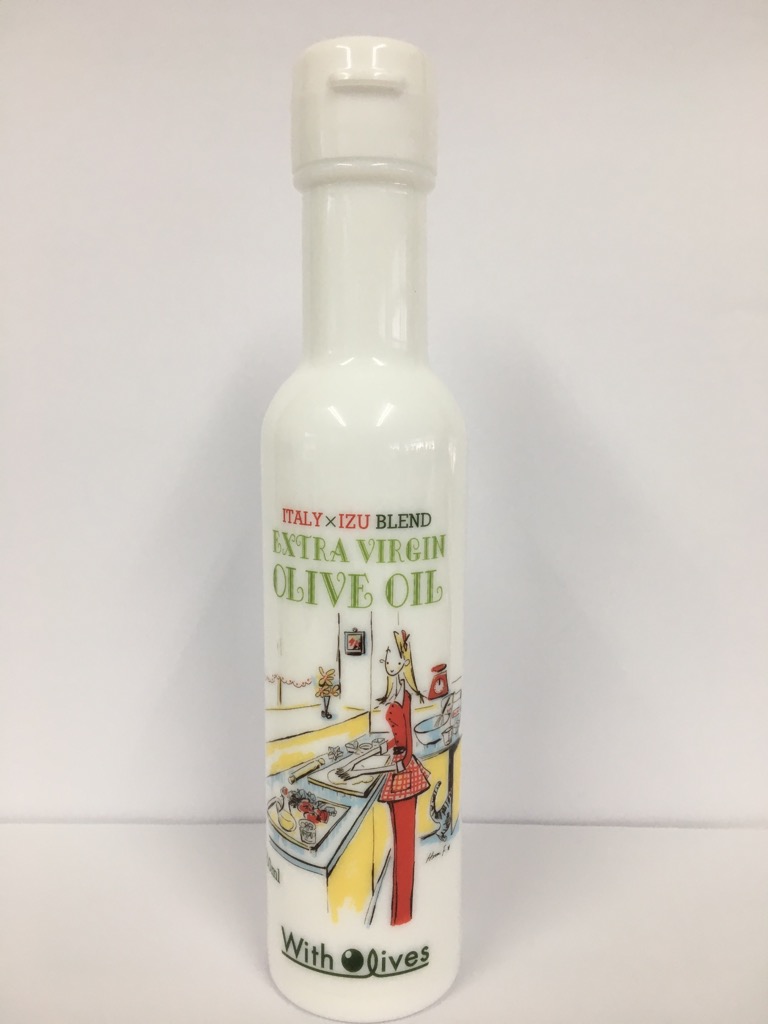 ITALY×IZU BLEND
EXTRA VIRGIN
OLIVE OIL
With Olives